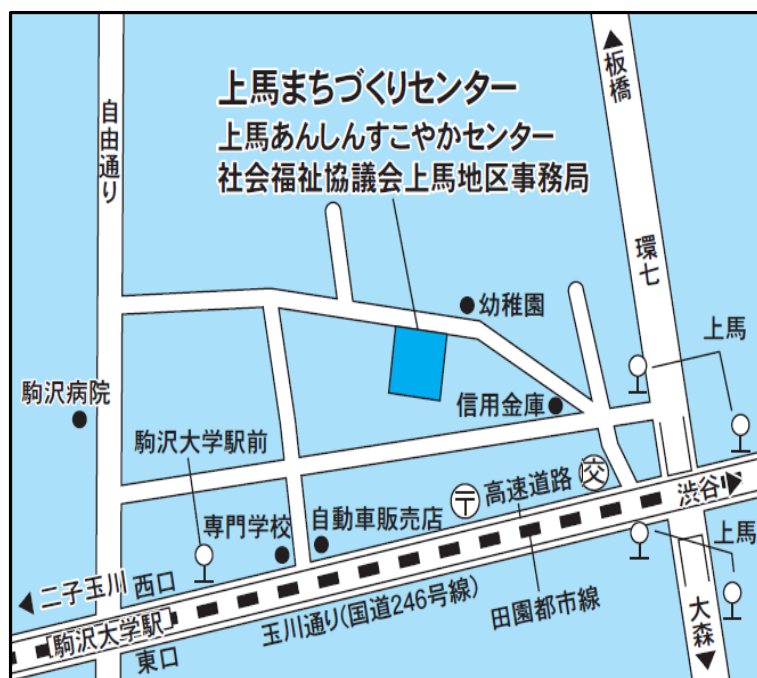 上馬まちづくりセンター
上馬あんしんすこやかセンター
社会福祉協議会上馬地区事務局
板橋
自由通り
環七
幼稚園
上馬
駒沢病院
信用金庫
駒沢大学駅前
〒
高速道路
交
渋谷
専門学校
自動車販売店
上馬
二子玉川
西口
玉川通り(国道246号線)
田園都市線
駒沢大学駅
東口
大森